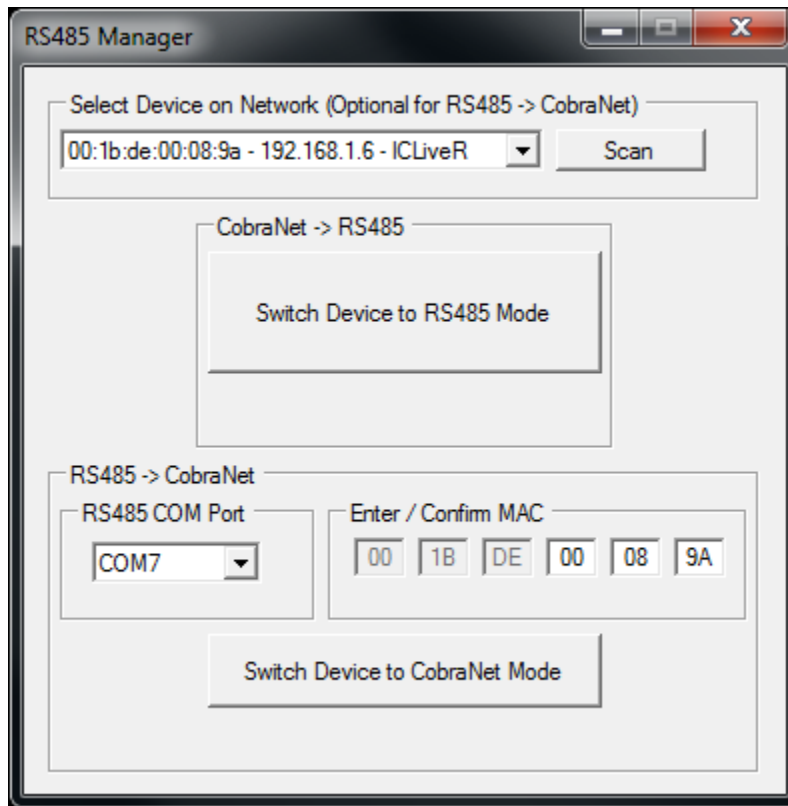 RS485 Manager
Select Device on Network (Optional for RS485 -> CobraNet)
00:1b:de:00:08:9a - 192.168.1.6 - ICLiveR
Scan
CobraNet -> RS485
Switch Device to RS485 Mode
RS485 -> CobraNet
RS485 COM Port
Enter / Confirm MAC
COM7
00 1B DE 00 08 9A
Switch Device to CobraNet Mode